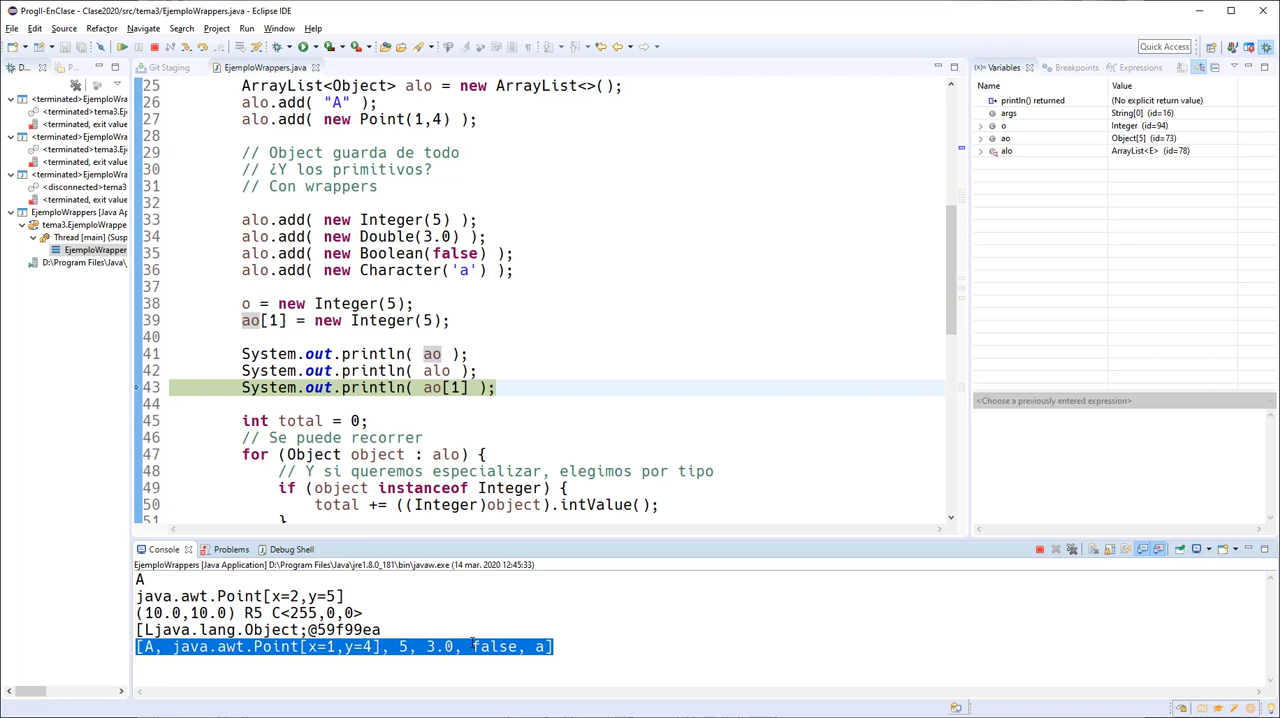 ProgII-EnClase - Clase2020/src/tema3/EjemploWrappers.java - Eclipse IDE
File Edit Source Refactor Navigate Search Project Run Window Help
Quick Access
D...
P...
Git Staging
EjemploWrappers.java
<terminated>EjemploWra
<terminated>tema3.Ejem
<terminated, exit value
<terminated>EjemploWra
<terminated>tema3.Ejem
<terminated, exit value
<terminated>EjemploWra
<disconnected>tema3
<terminated, exit value
EjemploWrappers [Java Ap
tema3.EjemploWrappe
Thread [main] (Susp
EjemploWrapper
D:\Program Files\Java\
25 ArrayList<Object> alo = new ArrayList<>();
26 alo.add( "A" );
27 alo.add( new Point(1,4) );
28
29 // Object guarda de todo
30 // ¿Y los primitivos?
31 // Con wrappers
32
33 alo.add( new Integer(5) );
34 alo.add( new Double(3.0) );
35 alo.add( new Boolean(false) );
36 alo.add( new Character('a') );
37
38 o = new Integer(5);
39 ao[1] = new Integer(5);
40
41 System.out.println( ao );
42 System.out.println( alo );
43 System.out.println( ao[1] );
44
45 int total = 0;
46 // Se puede recorrer
47 for (Object object : alo) {
48 // Y si queremos especializar, elegimos por tipo
49 if (object instanceof Integer) {
50 total += ((Integer)object).intValue();
51 }
Variables Breakpoints Expressions
Name Value
println() returned (No explicit return value)
args String[0] (id=16)
o Integer (id=94)
ao Object[5] (id=73)
alo ArrayList<E> (id=78)
<Choose a previously entered expression>
Console Problems Debug Shell
EjemploWrappers [Java Application] D:\Program Files\Java\jre1.8.0_181\bin\javaw.exe (14 mar. 2020 12:45:33)
A
java.awt.Point[x=2,y=5]
(10.0,10.0) R5 C<255,0,0>
[Ljava.lang.Object;@59f99ea
[A, java.awt.Point[x=1,y=4], 5, 3.0, false, a]